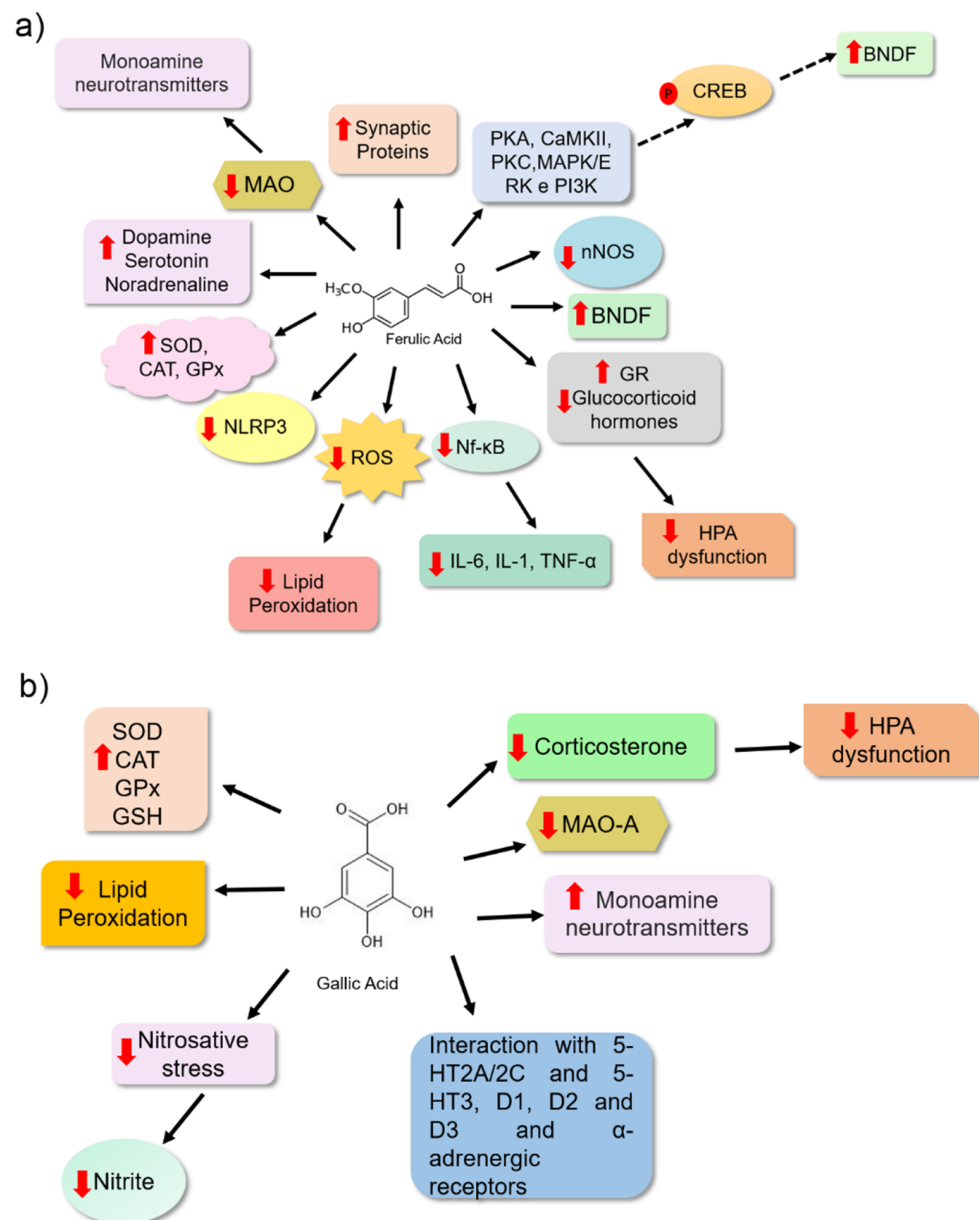 a)
Monoamine
neurotransmitters
MAO
Synaptic
Proteins
PKA, CaMKII,
PKC,MAPK/E
RK e PI3K
P
CREB
BNDF
Dopamine
Serotonin
Noradrenaline
nNOS
BNDF
H₃CO
HO
O
OH
Ferulic Acid
SOD,
CAT, GPx
GR
Glucocorticoid
hormones
NLRP3
ROS
Nf-κB
HPA
dysfunction
IL-6, IL-1, TNF-α
Lipid
Peroxidation
b)
SOD
CAT
GPx
GSH
Corticosterone
HPA
dysfunction
O
OH
HO
OH
OH
Gallic Acid
MAO-A
Lipid
Peroxidation
Monoamine
neurotransmitters
Nitrosative
stress
Interaction with 5-
HT2A/2C and 5-
HT3, D1, D2 and
D3 and α-
adrenergic
receptors
Nitrite